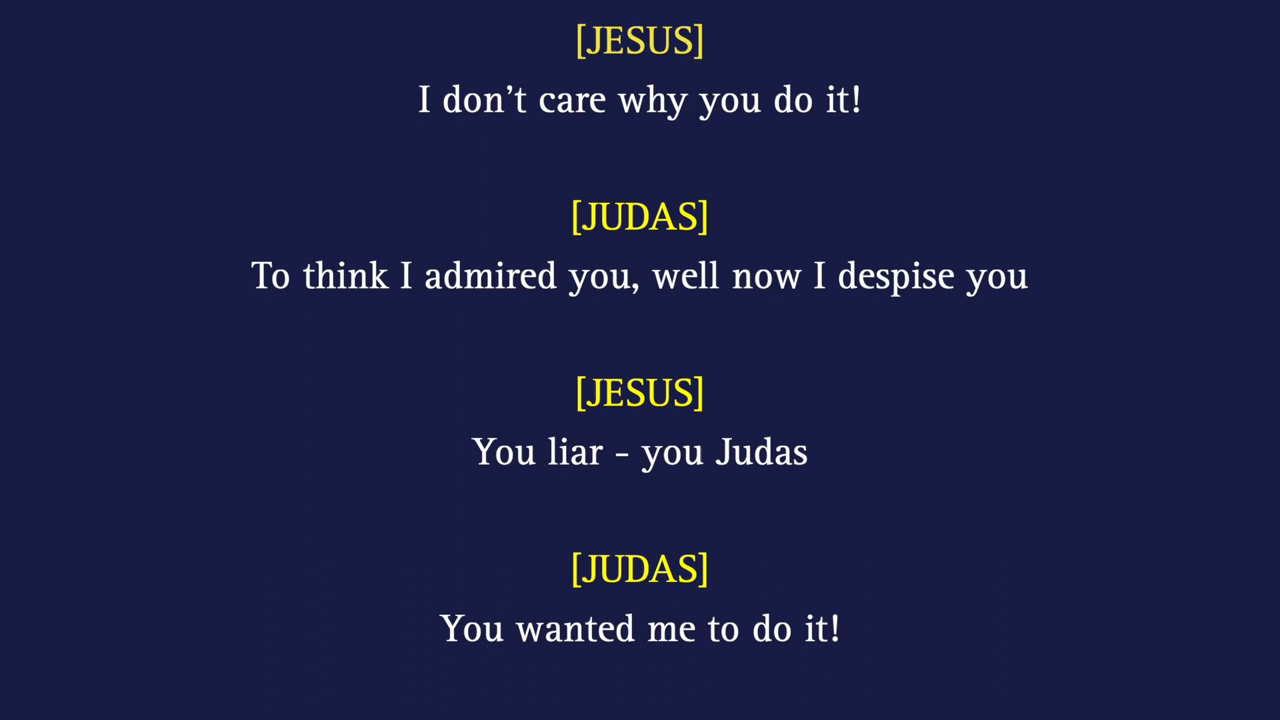 [JESUS]
I don’t care why you do it!
[JUDAS]
To think I admired you, well now I despise you
[JESUS]
You liar - you Judas
[JUDAS]
You wanted me to do it!